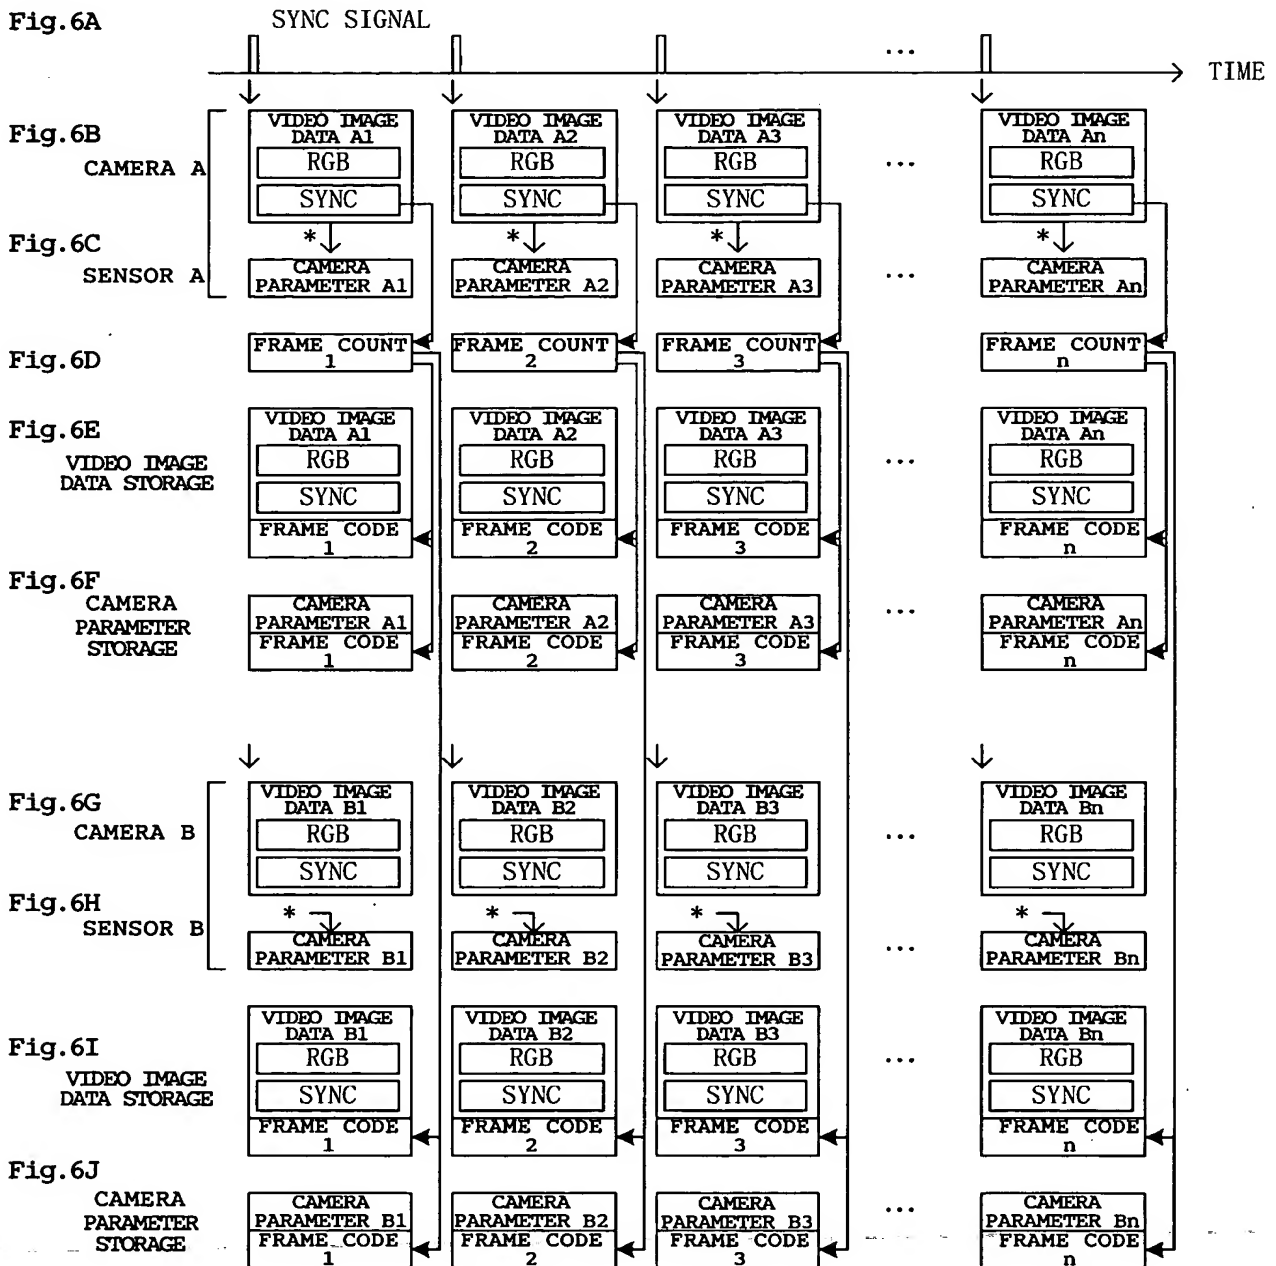 Fig.6A
SYNC SIGNAL
...
TIME
Fig.6B
CAMERA A
VIDEO IMAGE DATA A1
RGB
SYNC
VIDEO IMAGE DATA A2
RGB
SYNC
VIDEO IMAGE DATA A3
RGB
SYNC
...
VIDEO IMAGE DATA An
RGB
SYNC
Fig.6C
SENSOR A
*
CAMERA
PARAMETER A1
*
CAMERA
PARAMETER A2
*
CAMERA
PARAMETER A3
...
*
CAMERA
PARAMETER An
Fig.6D
FRAME COUNT
1
FRAME COUNT
2
FRAME COUNT
3
FRAME COUNT
n
Fig.6E
VIDEO IMAGE
DATA STORAGE
VIDEO IMAGE
DATA A1
RGB
SYNC
FRAME CODE
1
VIDEO IMAGE
DATA A2
RGB
SYNC
FRAME CODE
2
VIDEO IMAGE
DATA A3
RGB
SYNC
FRAME CODE
3
...
VIDEO IMAGE
DATA An
RGB
SYNC
FRAME CODE
n
Fig.6F
CAMERA
PARAMETER
STORAGE
CAMERA
PARAMETER A1
FRAME CODE
1
CAMERA
PARAMETER A2
FRAME CODE
2
CAMERA
PARAMETER A3
FRAME CODE
3
...
CAMERA
PARAMETER An
FRAME CODE
n
Fig.6G
CAMERA B
VIDEO IMAGE
DATA B1
RGB
SYNC
VIDEO IMAGE
DATA B2
RGB
SYNC
VIDEO IMAGE
DATA B3
RGB
SYNC
...
VIDEO IMAGE
DATA Bn
RGB
SYNC
Fig.6H
SENSOR B
*
CAMERA
PARAMETER B1
*
CAMERA
PARAMETER B2
*
CAMERA
PARAMETER B3
...
*
CAMERA
PARAMETER Bn
Fig.6I
VIDEO IMAGE
DATA STORAGE
VIDEO IMAGE
DATA B1
RGB
SYNC
FRAME CODE
1
VIDEO IMAGE
DATA B2
RGB
SYNC
FRAME CODE
2
VIDEO IMAGE
DATA B3
RGB
SYNC
FRAME CODE
3
...
VIDEO IMAGE
DATA Bn
RGB
SYNC
FRAME CODE
n
Fig.6J
CAMERA
PARAMETER
STORAGE
CAMERA
PARAMETER B1
FRAME CODE
1
CAMERA
PARAMETER B2
FRAME CODE
2
CAMERA
PARAMETER B3
FRAME CODE
3
...
CAMERA
PARAMETER Bn
FRAME CODE
n